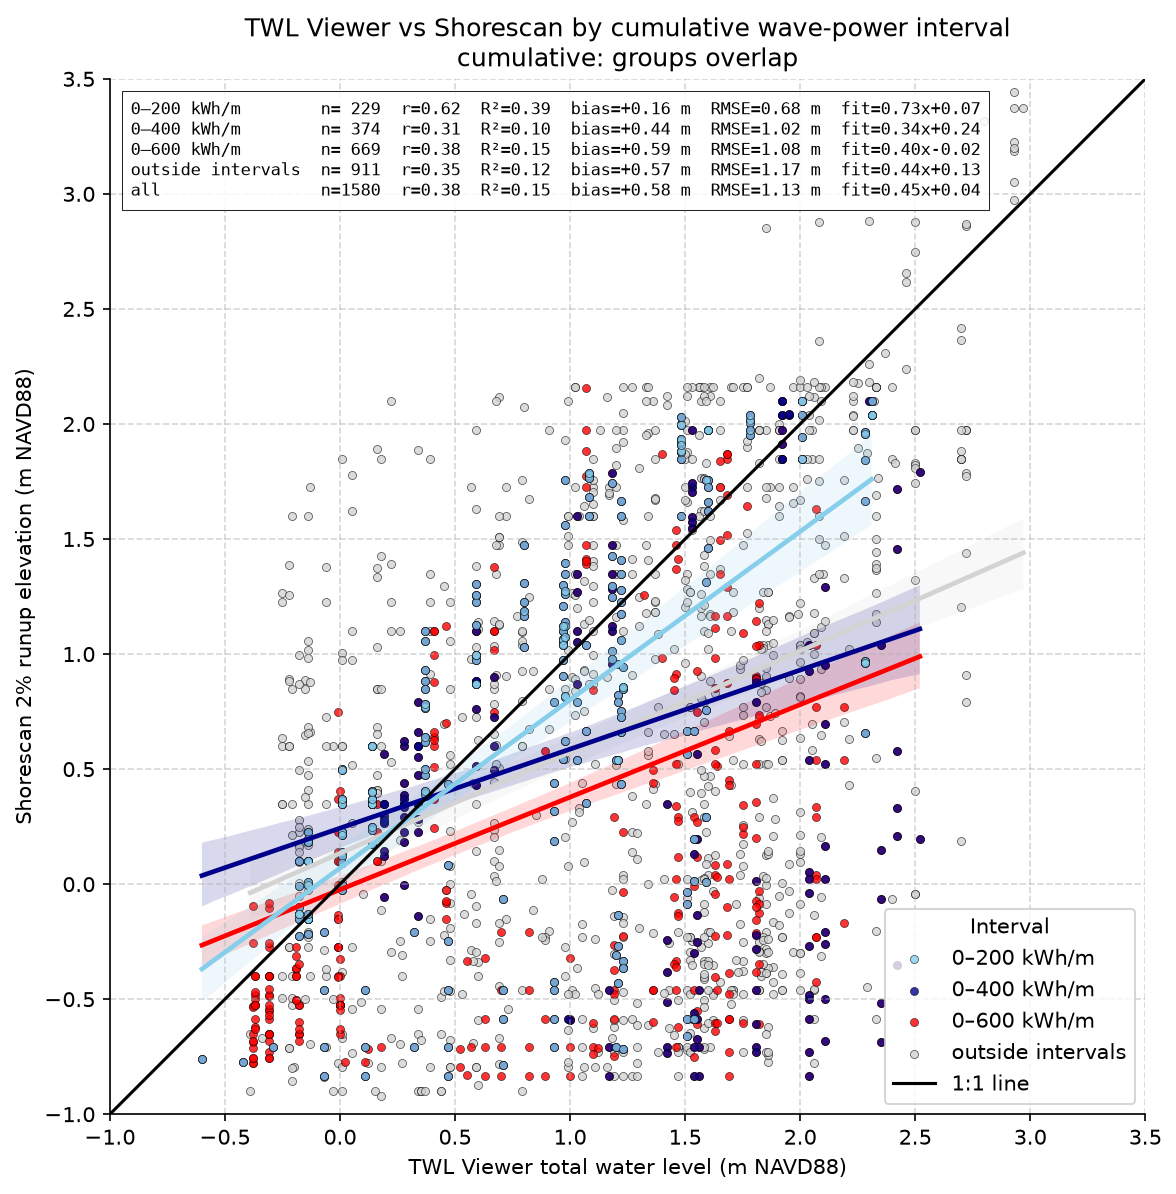 TWL Viewer vs Shorescan by cumulative wave-power interval
cumulative: groups overlap
0–200 kWh/m n= 229 r=0.62 R²=0.39 bias=+0.16 m RMSE=0.68 m fit=0.73x+0.07
0–400 kWh/m n= 374 r=0.31 R²=0.10 bias=+0.44 m RMSE=1.02 m fit=0.34x+0.24
0–600 kWh/m n= 669 r=0.38 R²=0.15 bias=+0.59 m RMSE=1.08 m fit=0.40x-0.02
outside intervals n= 911 r=0.35 R²=0.12 bias=+0.57 m RMSE=1.17 m fit=0.44x+0.13
all n=1580 r=0.38 R²=0.15 bias=+0.58 m RMSE=1.13 m fit=0.45x+0.04
3.5
3.0
2.5
2.0
1.5
1.0
0.5
0.0
−0.5
−1.0
Shorescan 2% runup elevation (m NAVD88)
Interval
0–200 kWh/m
0–400 kWh/m
0–600 kWh/m
outside intervals
1:1 line
−1.0 −0.5 0.0 0.5 1.0 1.5 2.0 2.5 3.0 3.5
TWL Viewer total water level (m NAVD88)